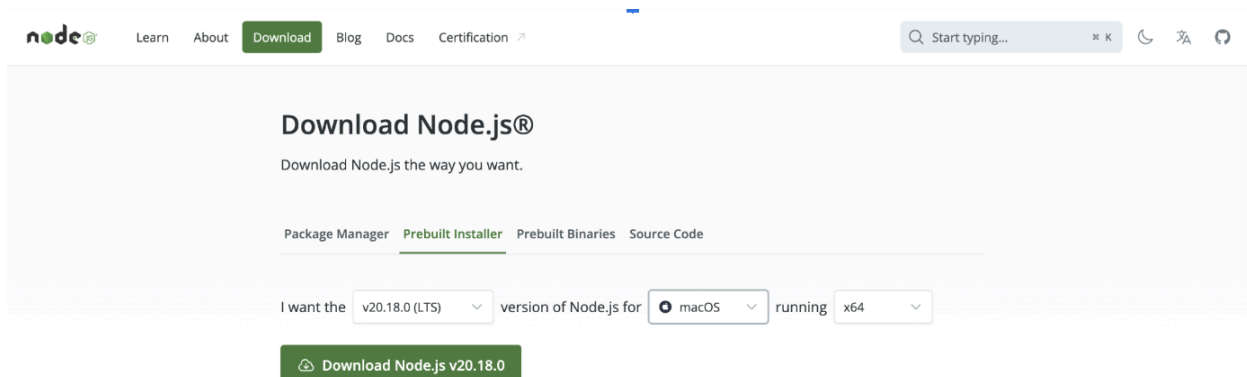 node JS
Learn About Download Blog Docs Certification Start typing... ⌘ K
Download Node.js®
Download Node.js the way you want.
Package Manager Prebuilt Installer Prebuilt Binaries Source Code
I want the v20.18.0 (LTS) version of Node.js for macOS running x64
Download Node.js v20.18.0